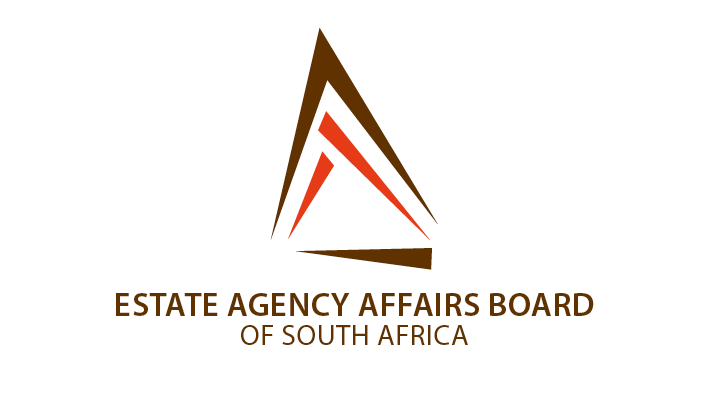 ESTATE AGENCY AFFAIRS BOARD
OF SOUTH AFRICA